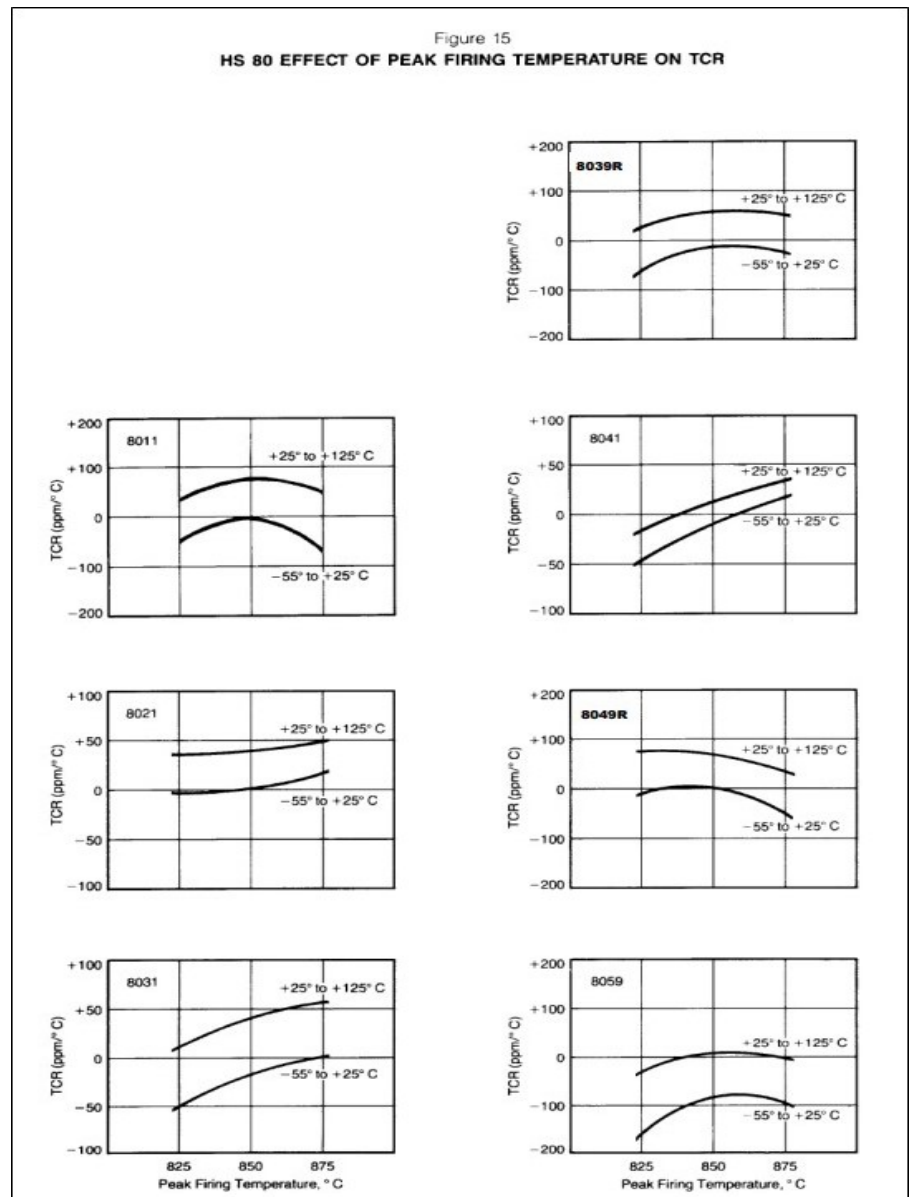 Figure 15
HS 80 EFFECT OF PEAK FIRING TEMPERATURE ON TCR
+200
+100
0
−100
−200
TCR (ppm/° C)
8039R
+25° to +125° C
−55° to +25° C
+200
+100
0
−100
−200
TCR (ppm/° C)
8011
+25° to +125° C
−55° to +25° C
+100
+50
0
−50
−100
TCR (ppm/° C)
8041
+25° to +125° C
−55° to +25° C
+100
+50
0
−50
−100
TCR (ppm/° C)
8021
+25° to +125° C
−55° to +25° C
+200
+100
0
−100
−200
TCR (ppm/° C)
8049R
+25° to +125° C
−55° to +25° C
+100
+50
0
−50
−100
TCR (ppm/° C)
8031
+25° to +125° C
−55° to +25° C
825 850 875
Peak Firing Temperature, ° C
+200
+100
0
−100
−200
TCR (ppm/° C)
8059
+25° to +125° C
−55° to +25° C
825 850 875
Peak Firing Temperature, ° C